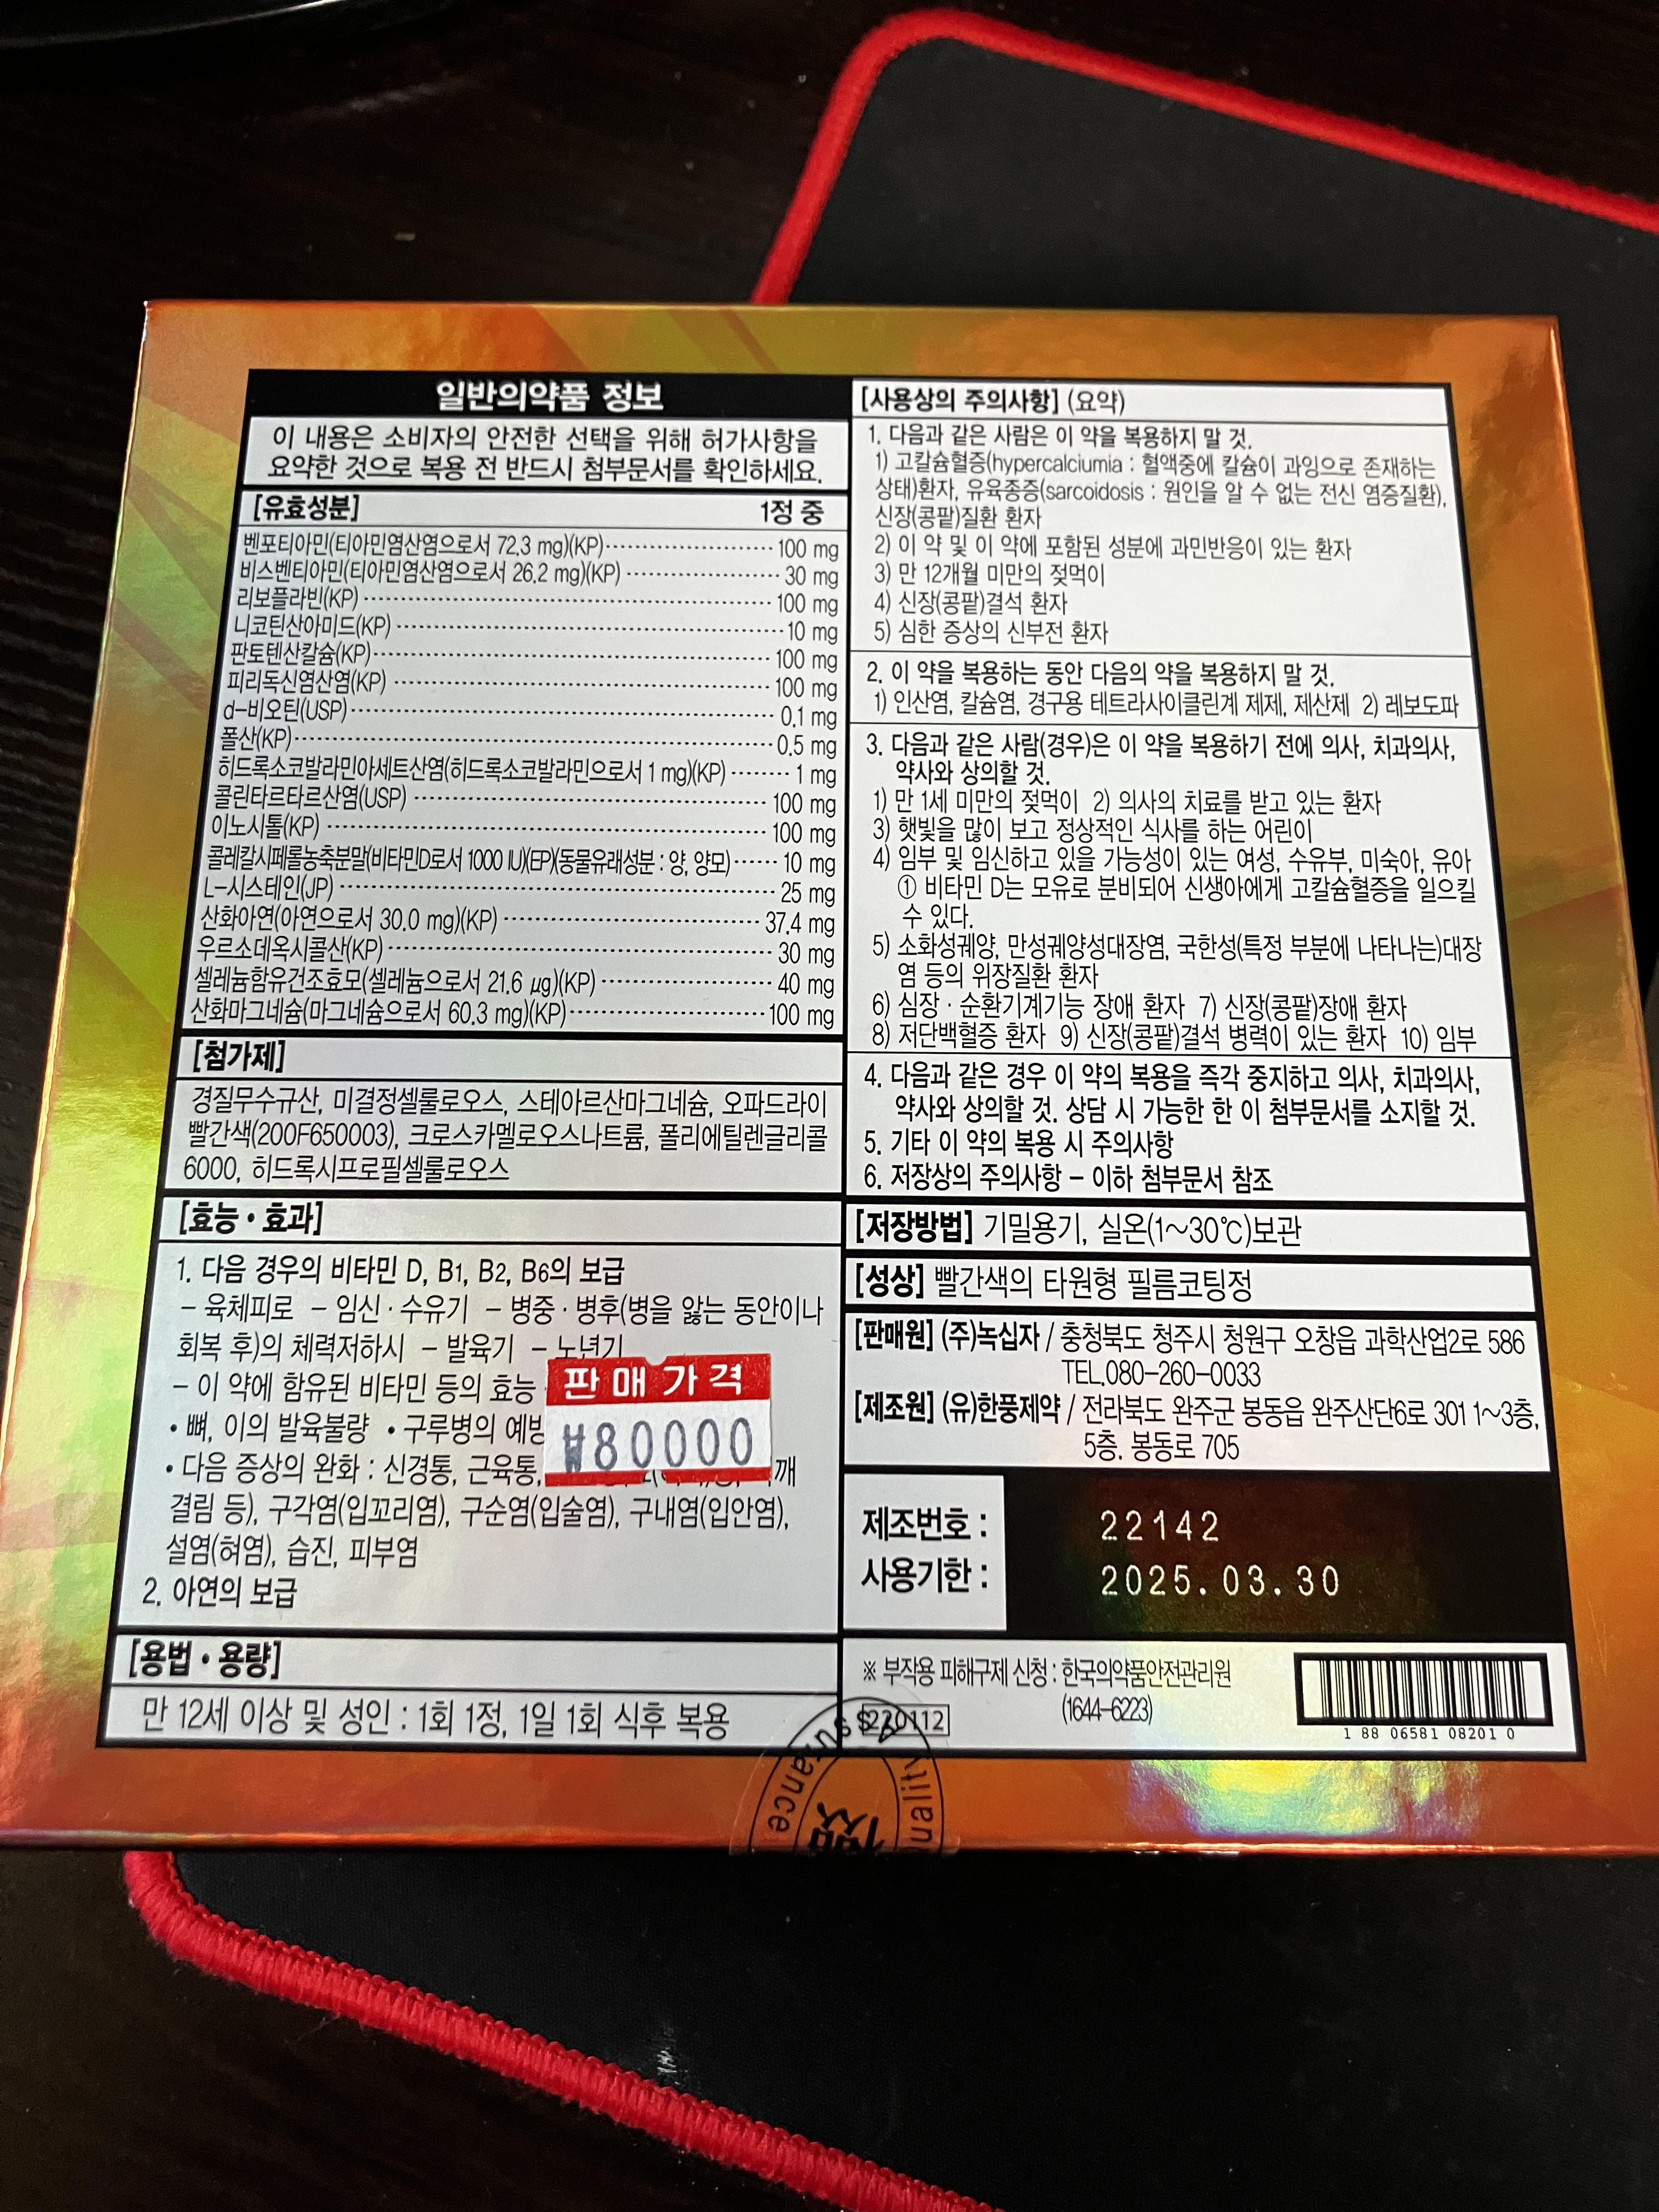 일반의약품 정보
이 내용은 소비자의 안전한 선택을 위해 허가사항을
요약한 것으로 복용 전 반드시 첨부문서를 확인하세요.
[유효성분] 1정 중
벤포티아민(티아민염산염으로서 72.3 mg)(KP) 100 mg
비스벤티아민(티아민염산염으로서 26.2 mg)(KP) 30 mg
리보플라빈(KP) 100 mg
니코틴산아미드(KP) 10 mg
판토텐산칼슘(KP) 100 mg
피리독신염산염(KP) 100 mg
d-비오틴(USP) 0.1 mg
폴산(KP) 0.5 mg
히드록소코발라민아세트산염(히드록소코발라민으로서 1 mg)(KP) 1 mg
콜린타르타르산염(USP) 100 mg
이노시톨(KP) 100 mg
콜레칼시페롤농축분말(비타민D로서 1000 IU)(EP)(동물유래성분 : 양, 양모) 10 mg
L-시스테인(JP) 25 mg
산화아연(아연으로서 30.0 mg)(KP) 37.4 mg
우르소데옥시콜산(KP) 30 mg
셀레늄함유건조효모(셀레늄으로서 21.6 μg)(KP) 40 mg
산화마그네슘(마그네슘으로서 60.3 mg)(KP) 100 mg
[첨가제]
경질무수규산, 미결정셀룰로오스, 스테아르산마그네슘, 오파드라이
빨간색(200F650003), 크로스카멜로오스나트륨, 폴리에틸렌글리콜
6000, 히드록시프로필셀룰로오스
[효능 • 효과]
1. 다음 경우의 비타민 D, B1, B2, B6의 보급
- 육체피로 - 임신 · 수유기 - 병중 · 병후(병을 앓는 동안이나
회복 후)의 체력저하시 - 발육기 - 노년기
- 이 약에 함유된 비타민 등의 효능
• 뼈, 이의 발육불량 • 구루병의 예방
• 다음 증상의 완화 : 신경통, 근육통, 깨
결림 등), 구각염(입꼬리염), 구순염(입술염), 구내염(입안염),
설염(혀염), 습진, 피부염
2. 아연의 보급
판매가격
₩80000
[용법 • 용량]
만 12세 이상 및 성인 : 1회 1정, 1일 1회 식후 복용
[사용상의 주의사항] (요약)
1. 다음과 같은 사람은 이 약을 복용하지 말 것.
1) 고칼슘혈증(hypercalciumia : 혈액중에 칼슘이 과잉으로 존재하는
상태)환자, 유육종증(sarcoidosis : 원인을 알 수 없는 전신 염증질환),
신장(콩팥)질환 환자
2) 이 약 및 이 약에 포함된 성분에 과민반응이 있는 환자
3) 만 12개월 미만의 젖먹이
4) 신장(콩팥)결석 환자
5) 심한 증상의 신부전 환자
2. 이 약을 복용하는 동안 다음의 약을 복용하지 말 것.
1) 인산염, 칼슘염, 경구용 테트라사이클린계 제제, 제산제 2) 레보도파
3. 다음과 같은 사람(경우)은 이 약을 복용하기 전에 의사, 치과의사,
약사와 상의할 것.
1) 만 1세 미만의 젖먹이 2) 의사의 치료를 받고 있는 환자
3) 햇빛을 많이 보고 정상적인 식사를 하는 어린이
4) 임부 및 임신하고 있을 가능성이 있는 여성, 수유부, 미숙아, 유아
① 비타민 D는 모유로 분비되어 신생아에게 고칼슘혈증을 일으킬
수 있다.
5) 소화성궤양, 만성궤양성대장염, 국한성(특정 부분에 나타나는)대장
염 등의 위장질환 환자
6) 심장 · 순환기계기능 장애 환자 7) 신장(콩팥)장애 환자
8) 저단백혈증 환자 9) 신장(콩팥)결석 병력이 있는 환자 10) 임부
4. 다음과 같은 경우 이 약의 복용을 즉각 중지하고 의사, 치과의사,
약사와 상의할 것. 상담 시 가능한 한 이 첨부문서를 소지할 것.
5. 기타 이 약의 복용 시 주의사항
6. 저장상의 주의사항 - 이하 첨부문서 참조
[저장방법] 기밀용기, 실온(1~30℃)보관
[성상] 빨간색의 타원형 필름코팅정
[판매원] (주)녹십자 / 충청북도 청주시 청원구 오창읍 과학산업2로 586
TEL.080-260-0033
[제조원] (유)한풍제약 / 전라북도 완주군 봉동읍 완주산단6로 301 1~3층,
5층. 봉동로 705
제조번호 : 22142
사용기한 : 2025.03.30
※ 부작용 피해구제 신청 : 한국의약품안전관리원
(1644-6223)
220112
1 88 06581 08201 0
Quality Assurance